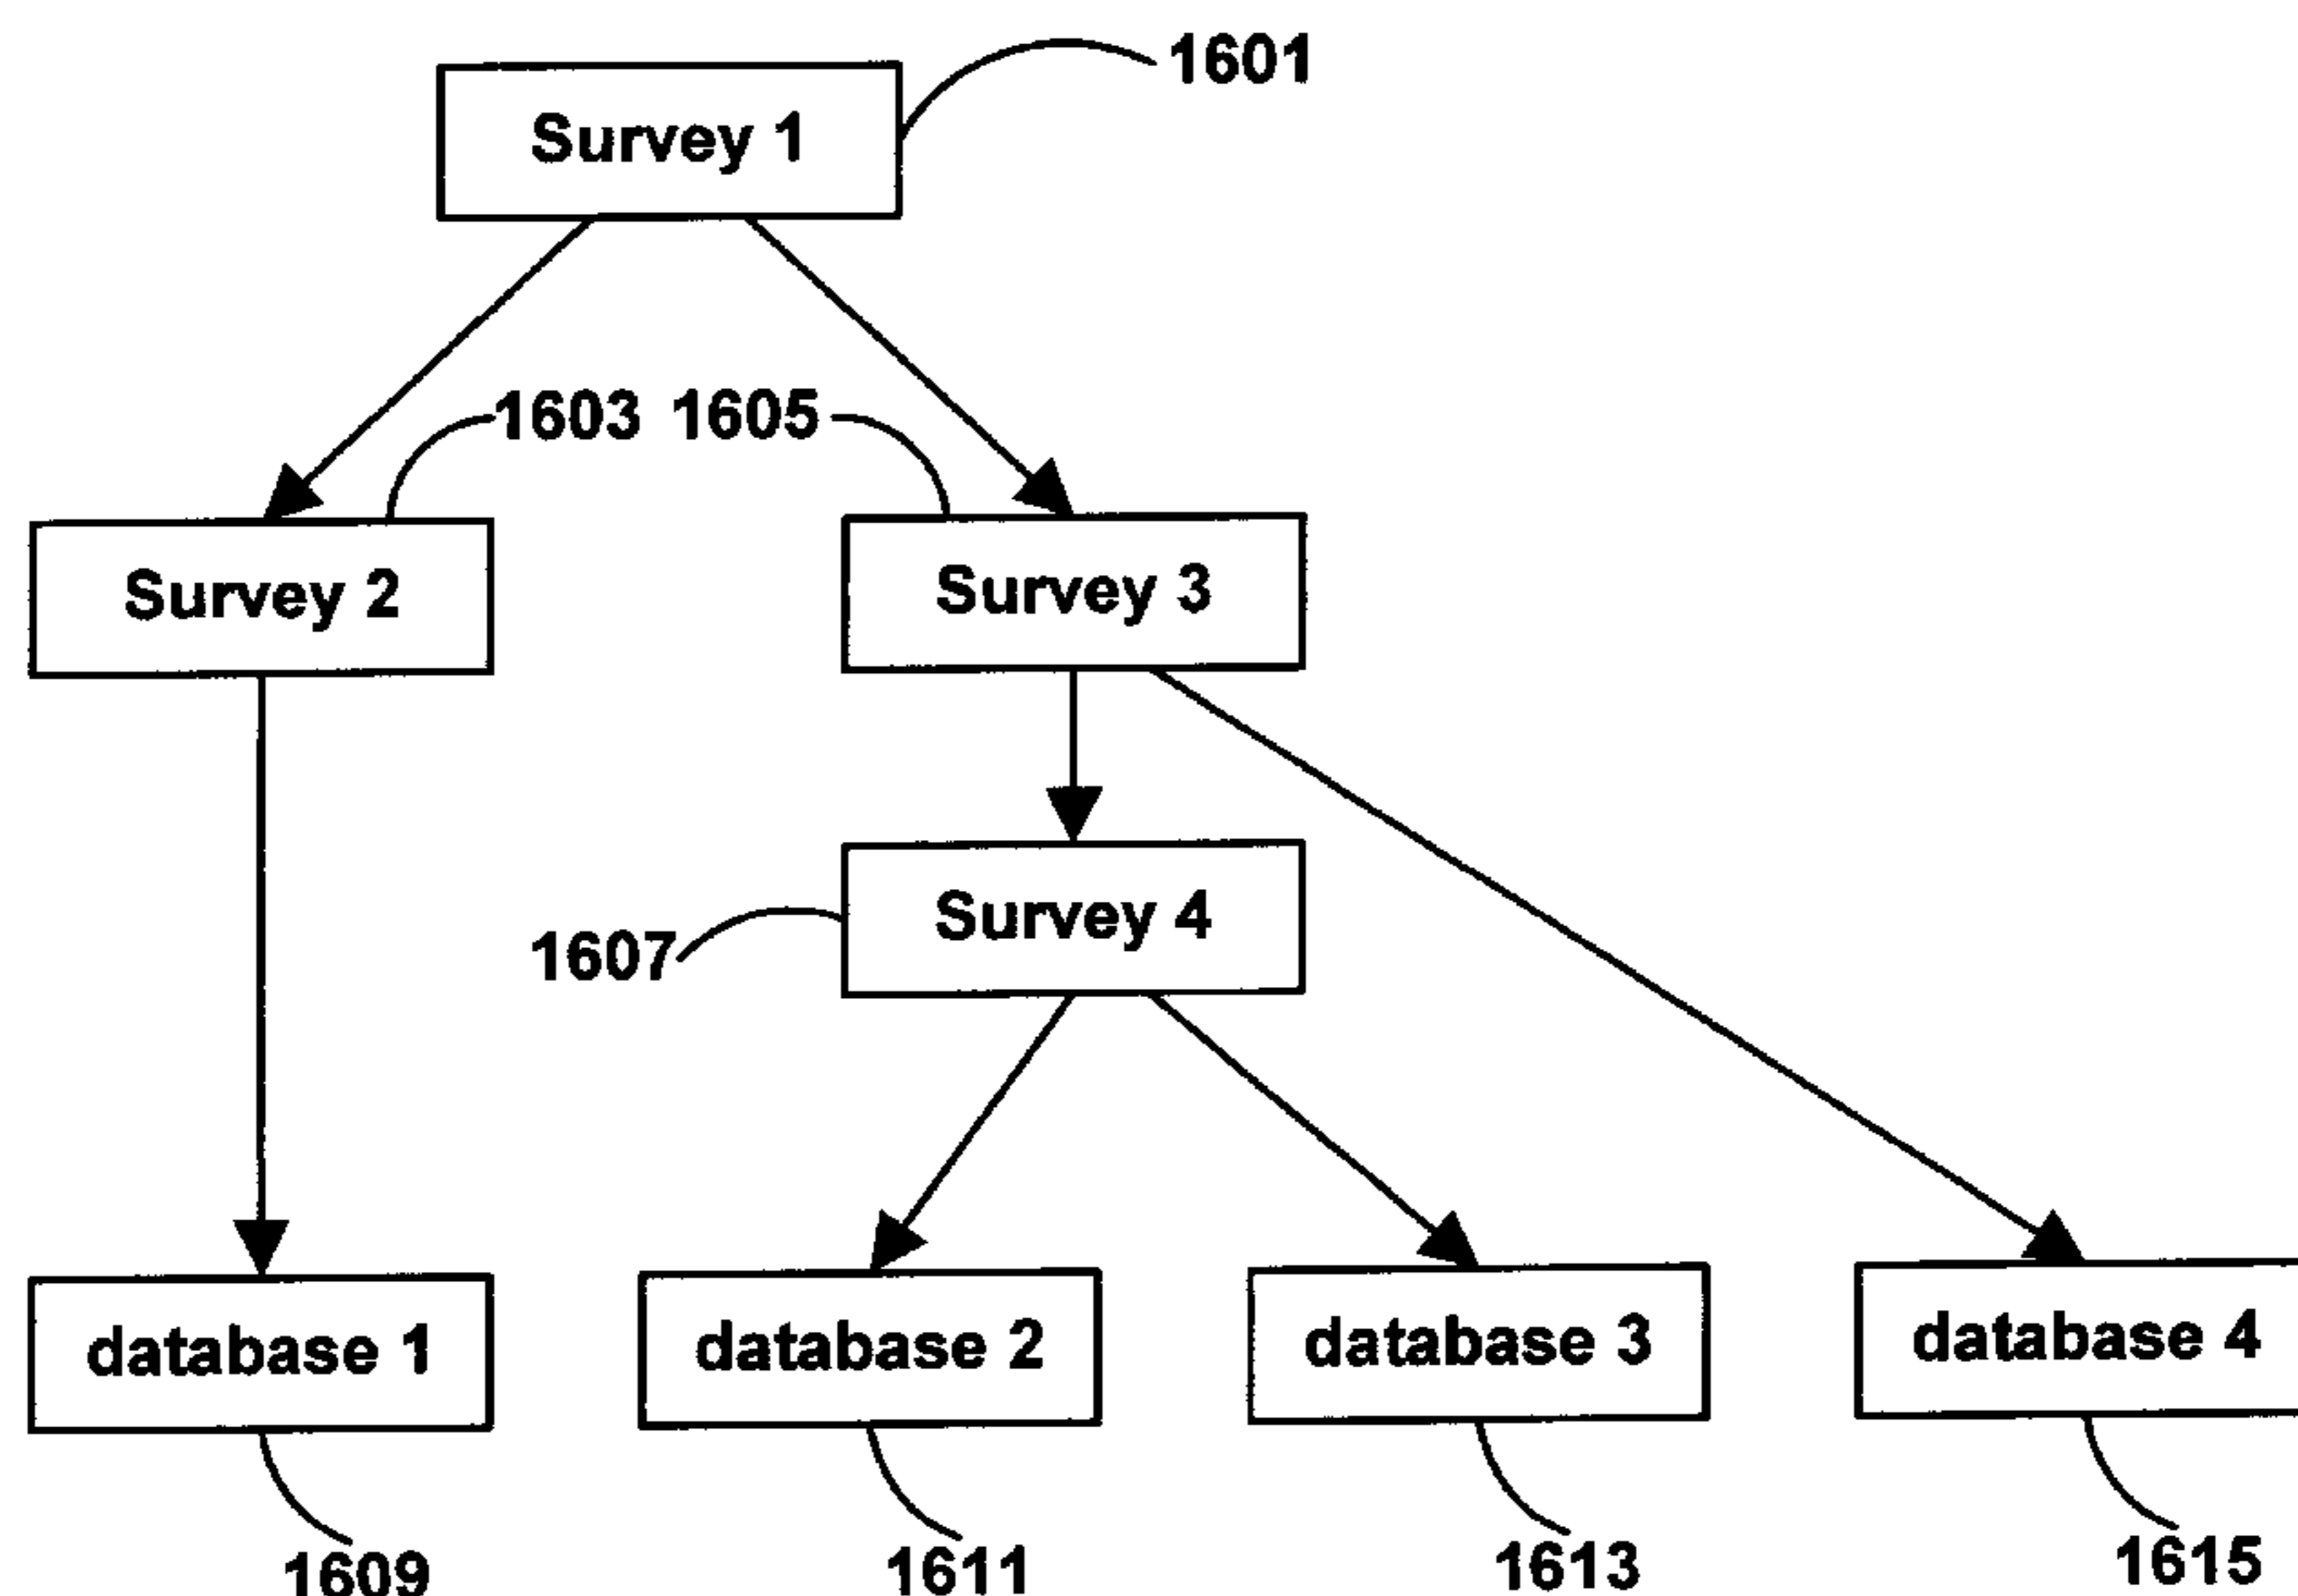 1601
Survey 1
1603 1605
Survey 2
Survey 3
Survey 4
1607
database 1
database 2
database 3
database 4
1609
1611
1613
1615